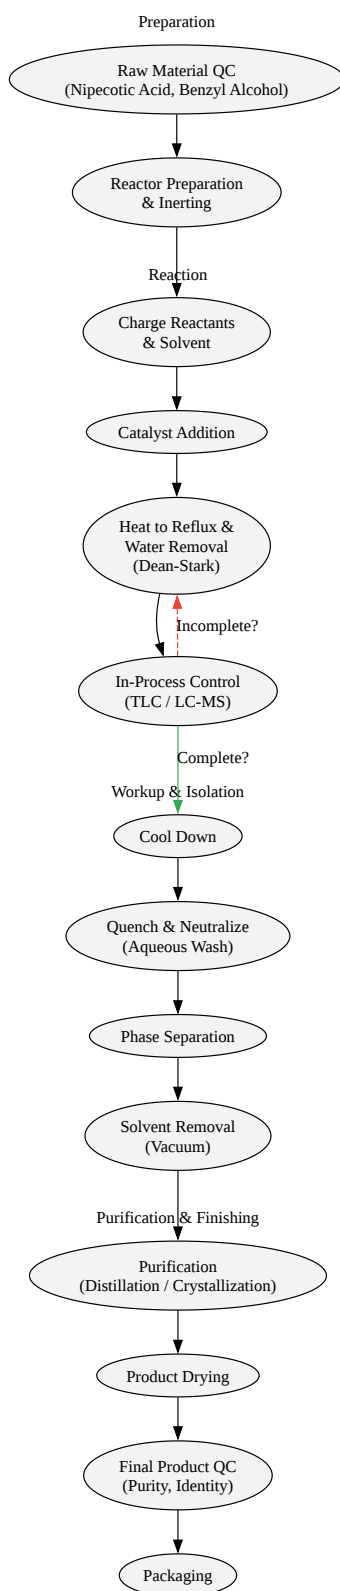 Preparation
Raw Material QC
(Nipecotic Acid, Benzyl Alcohol)
Reactor Preparation
& Inerting
Reaction
Charge Reactants
& Solvent
Catalyst Addition
Heat to Reflux &
Water Removal
(Dean-Stark)
Incomplete?
In-Process Control
(TLC / LC-MS)
Complete?
Workup & Isolation
Cool Down
Quench & Neutralize
(Aqueous Wash)
Phase Separation
Solvent Removal
(Vacuum)
Purification & Finishing
Purification
(Distillation / Crystallization)
Product Drying
Final Product QC
(Purity, Identity)
Packaging